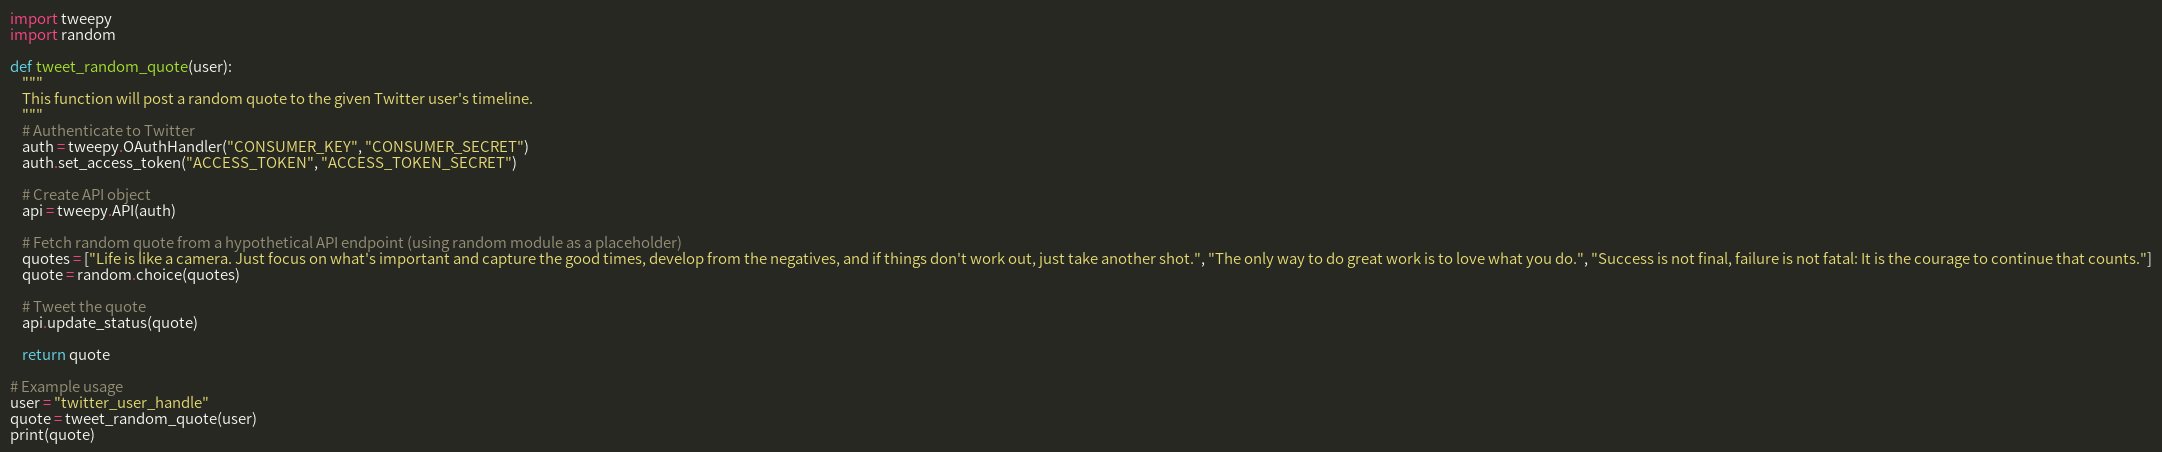 import tweepy
import random
def tweet_random_quote(user):
"""
This function will post a random quote to the given Twitter user's timeline.
"""
# Authenticate to Twitter
auth = tweepy.OAuthHandler("CONSUMER_KEY", "CONSUMER_SECRET")
auth.set_access_token("ACCESS_TOKEN", "ACCESS_TOKEN_SECRET")
# Create API object
api = tweepy.API(auth)
# Fetch random quote from a hypothetical API endpoint (using random module as a placeholder)
quotes = ["Life is like a camera. Just focus on what's important and capture the good times, develop from the negatives, and if things don't work out, just take another shot.", "The only way to do great work is to love what you do.", "Success is not final, failure is not fatal: It is the courage to continue that counts."]
quote = random.choice(quotes)
# Tweet the quote
api.update_status(quote)
return quote
# Example usage
user = "twitter_user_handle"
quote = tweet_random_quote(user)
print(quote)